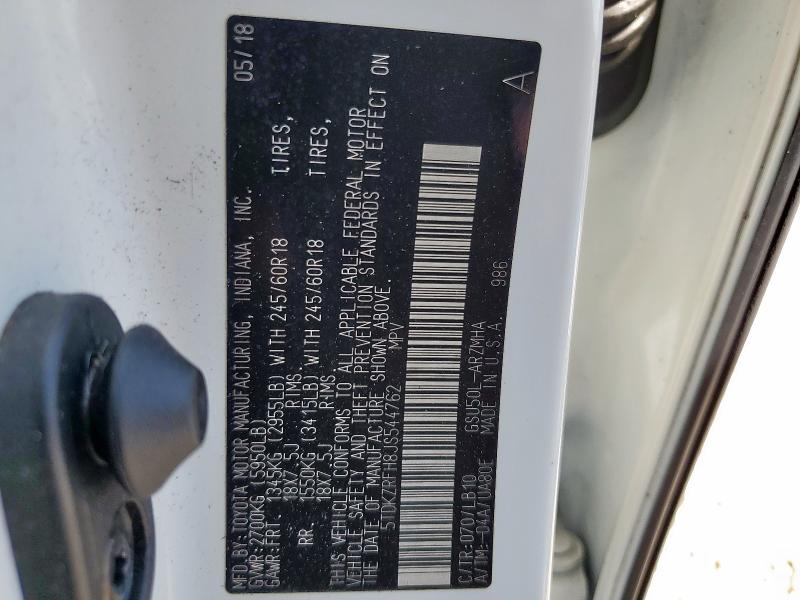 MFD.BY:TOYOTA MOTOR MANUFACTURING, INDIANA, INC. 05/18
GVWR:2700KG(5950LB)
GAWR:FRT. 1345KG(2955LB)WITH 245/60R18 TIRES,
18X7.5J RIMS,
RR. 1550KG(3415LB)WITH 245/60R18 TIRES,
18X7.5J RIMS
THIS VEHICLE CONFORMS TO ALL APPLICABLE FEDERAL MOTOR
VEHICLE SAFETY AND THEFT PREVENTION STANDARDS IN EFFECT ON
THE DATE OF MANUFACTURE SHOWN ABOVE.
5TDKZRFH8JS544762 MPV
C/TR:070/LB10 GSU50L-ARZMHA
A/TM:-04A/UA80E MADE IN U.S.A. 986 A